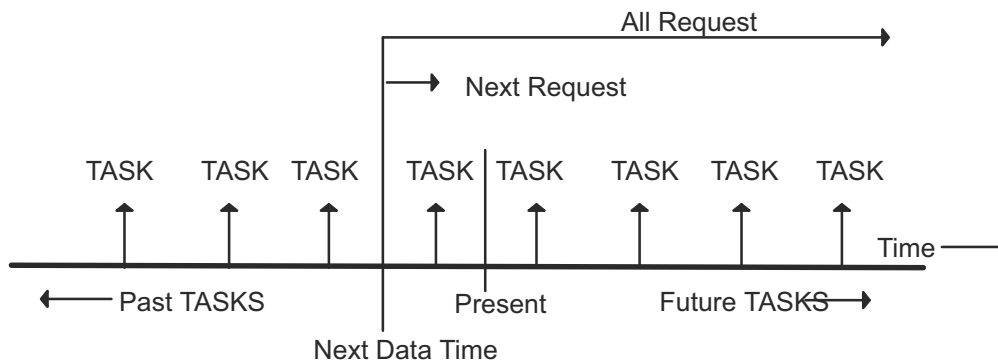 All Request
Next Request
TASK TASK TASK TASK TASK TASK TASK TASK
Time
Past TASKS Present Future TASKS
Next Data Time